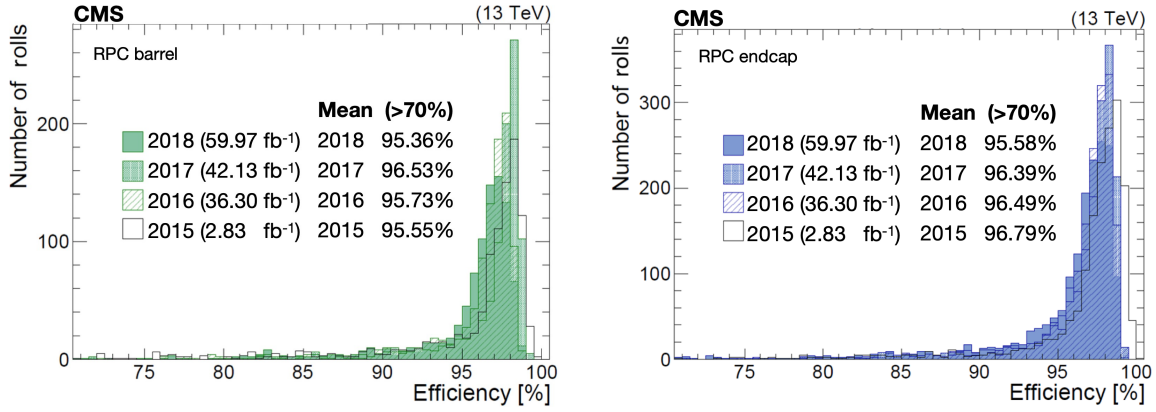 CMS (13 TeV)
RPC barrel
Number of rolls
Mean (>70%)
2018 (59.97 fb-1) 2018 95.36%
2017 (42.13 fb-1) 2017 96.53%
2016 (36.30 fb-1) 2016 95.73%
2015 (2.83 fb-1) 2015 95.55%
200
100
0
75 80 85 90 95 100
Efficiency [%]
CMS (13 TeV)
RPC endcap
Number of rolls
Mean (>70%)
2018 (59.97 fb-1) 2018 95.58%
2017 (42.13 fb-1) 2017 96.39%
2016 (36.30 fb-1) 2016 96.49%
2015 (2.83 fb-1) 2015 96.79%
300
200
100
0
75 80 85 90 95 100
Efficiency [%]